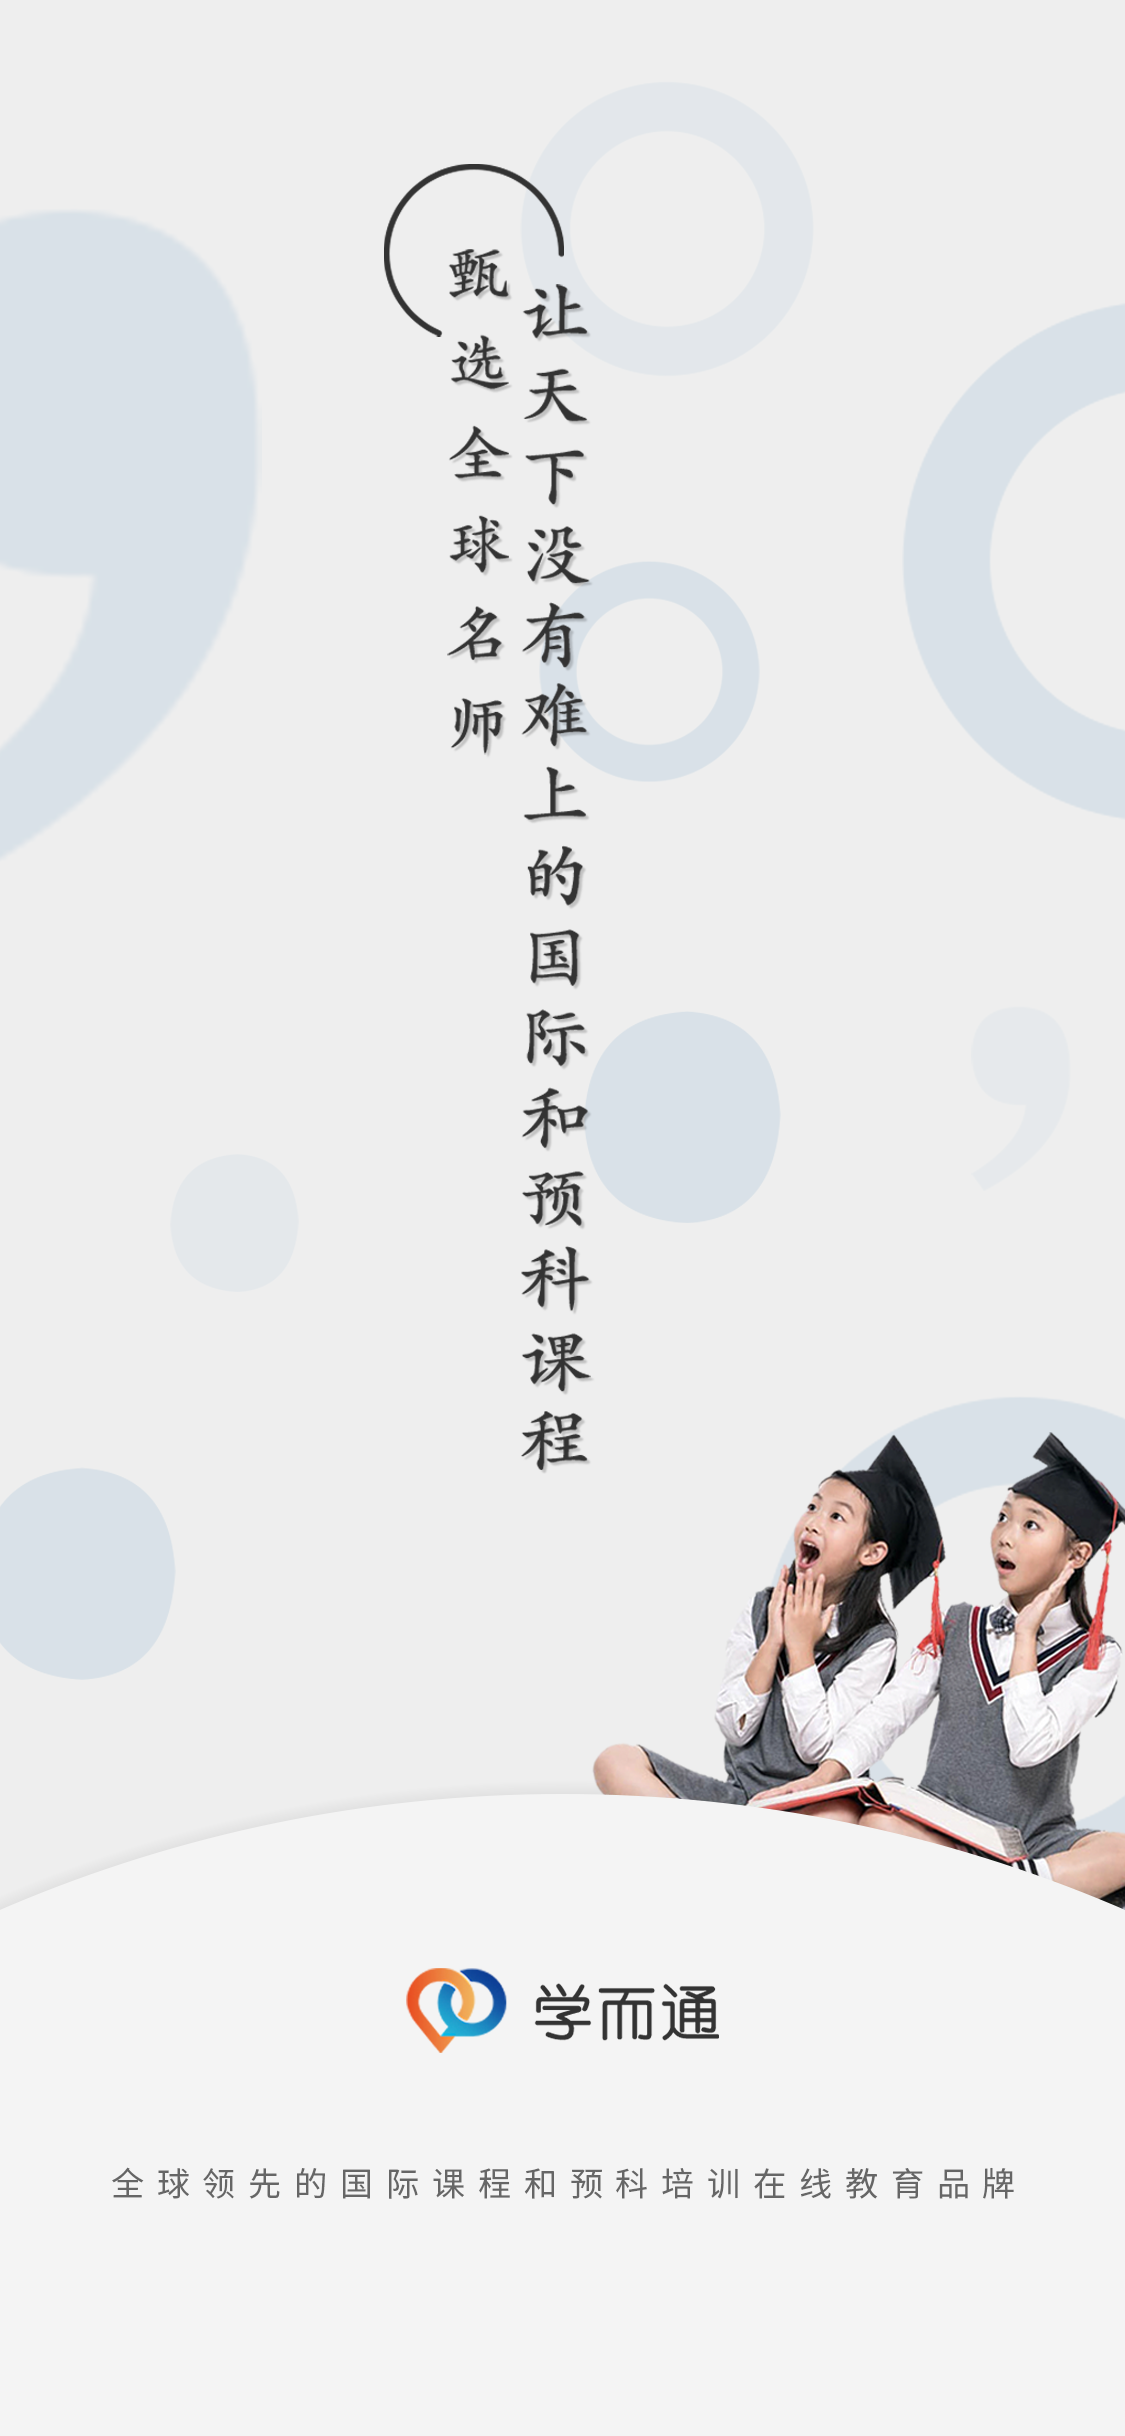 甄选全球名师
让天下没有难上的国际和预科课程
学而通
全球领先的国际课程和预科培训在线教育品牌